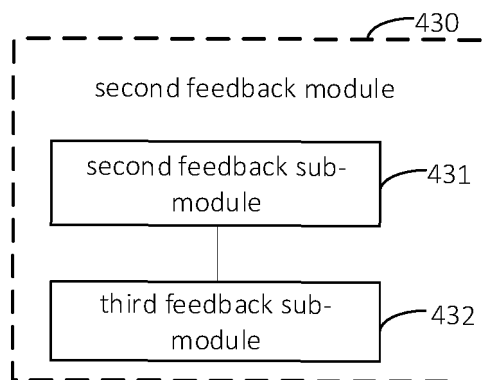 430
second feedback module
second feedback sub-
module
431
third feedback sub-
module
432